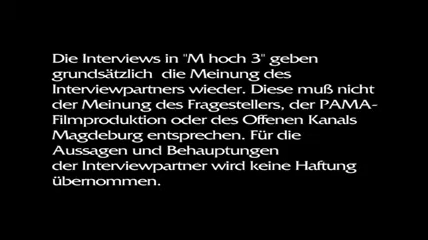 Die Interviews in "M hoch 3" geben
grundsätzlich die Meinung des
Interviewpartners wieder. Diese muß nicht
der Meinung des Fragestellers, der PAMA-
Filmproduktion oder des Offenen Kanals
Magdeburg entsprechen. Für die
Aussagen und Behauptungen
der Interviewpartner wird keine Haftung
übernommen.